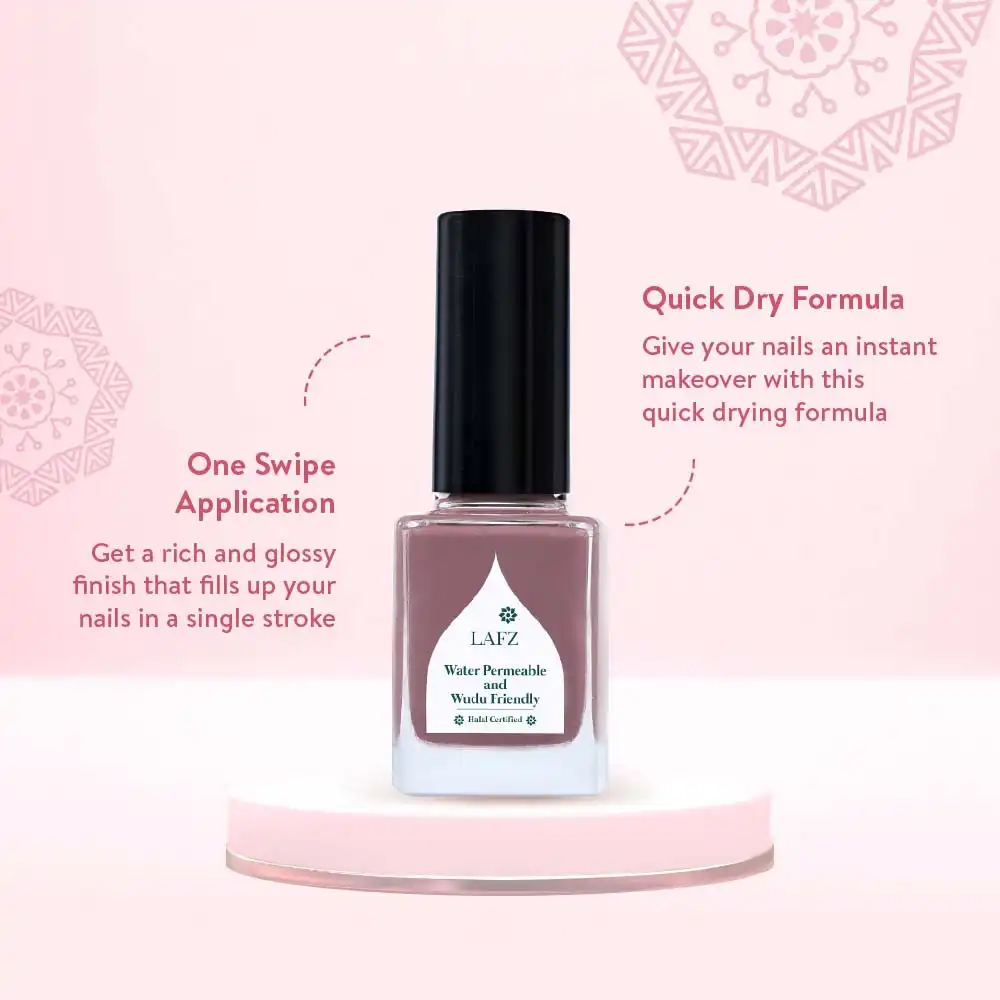 Quick Dry Formula
Give your nails an instant
makeover with this
quick drying formula
One Swipe
Application
Get a rich and glossy
finish that fills up your
nails in a single stroke
LAFZ
Water Permeable
and
Wudu Friendly
Halal Certified